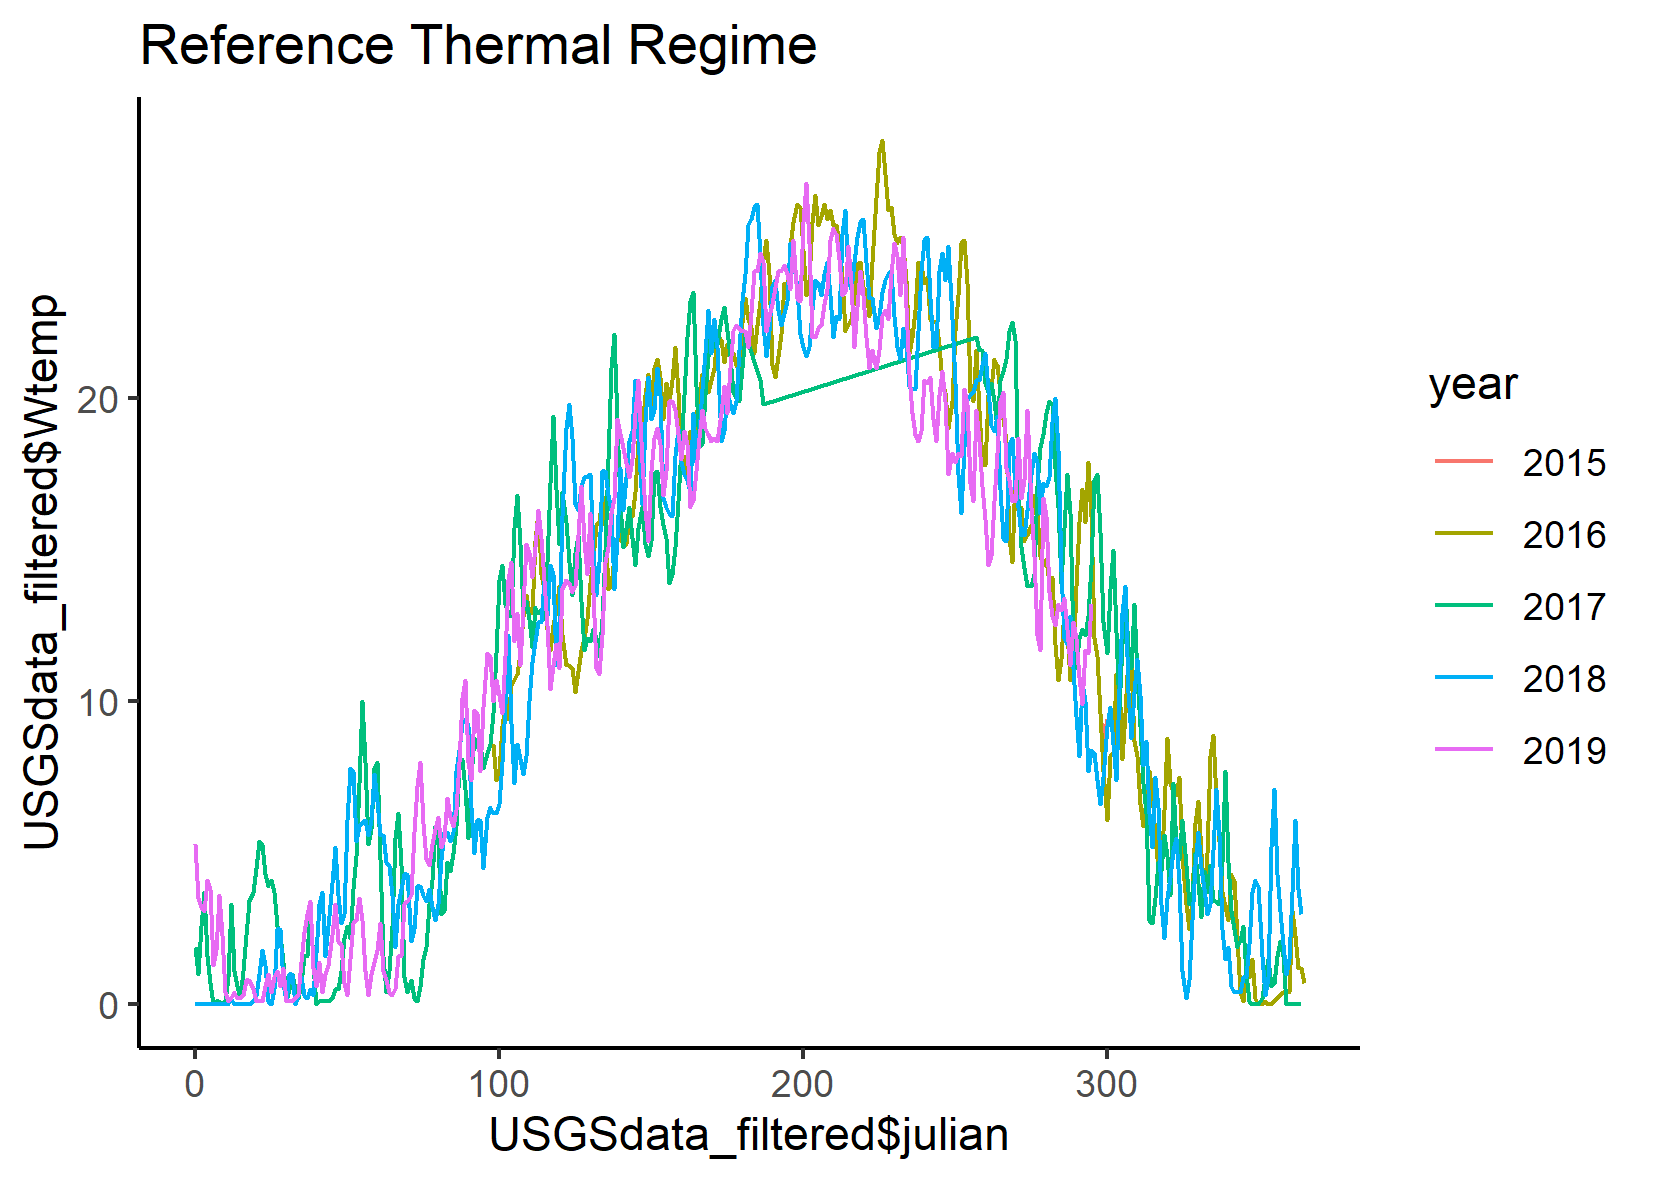 Reference Thermal Regime
USGSdata_filtered$Wtemp
20
10
0
0 100 200 300
USGSdata_filtered$julian
year
2015
2016
2017
2018
2019